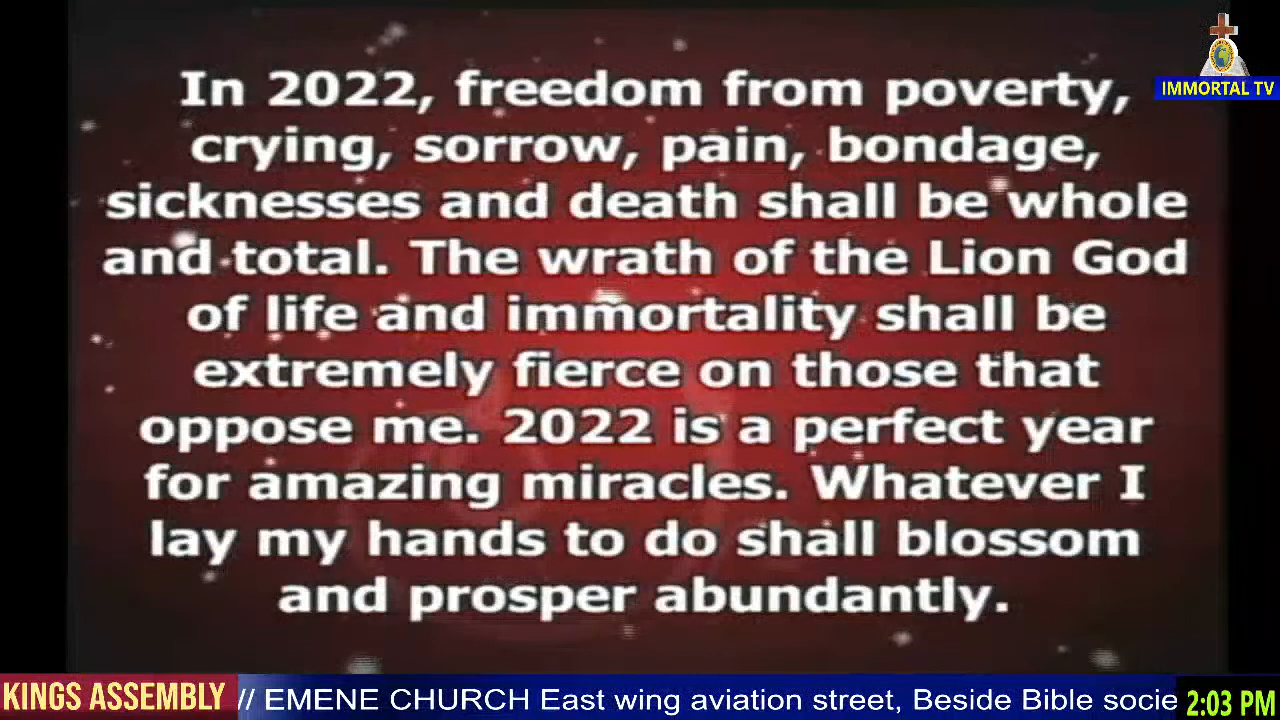 In 2022, freedom from poverty,
crying, sorrow, pain, bondage,
sicknesses and death shall be whole
and total. The wrath of the Lion God
of life and immortality shall be
extremely fierce on those that
oppose me. 2022 is a perfect year
for amazing miracles. Whatever I
lay my hands to do shall blossom
and prosper abundantly.
IMMORTAL TV
KINGS ASSEMBLY // EMENE CHURCH East wing aviation street, Beside Bible socie 2:03 PM